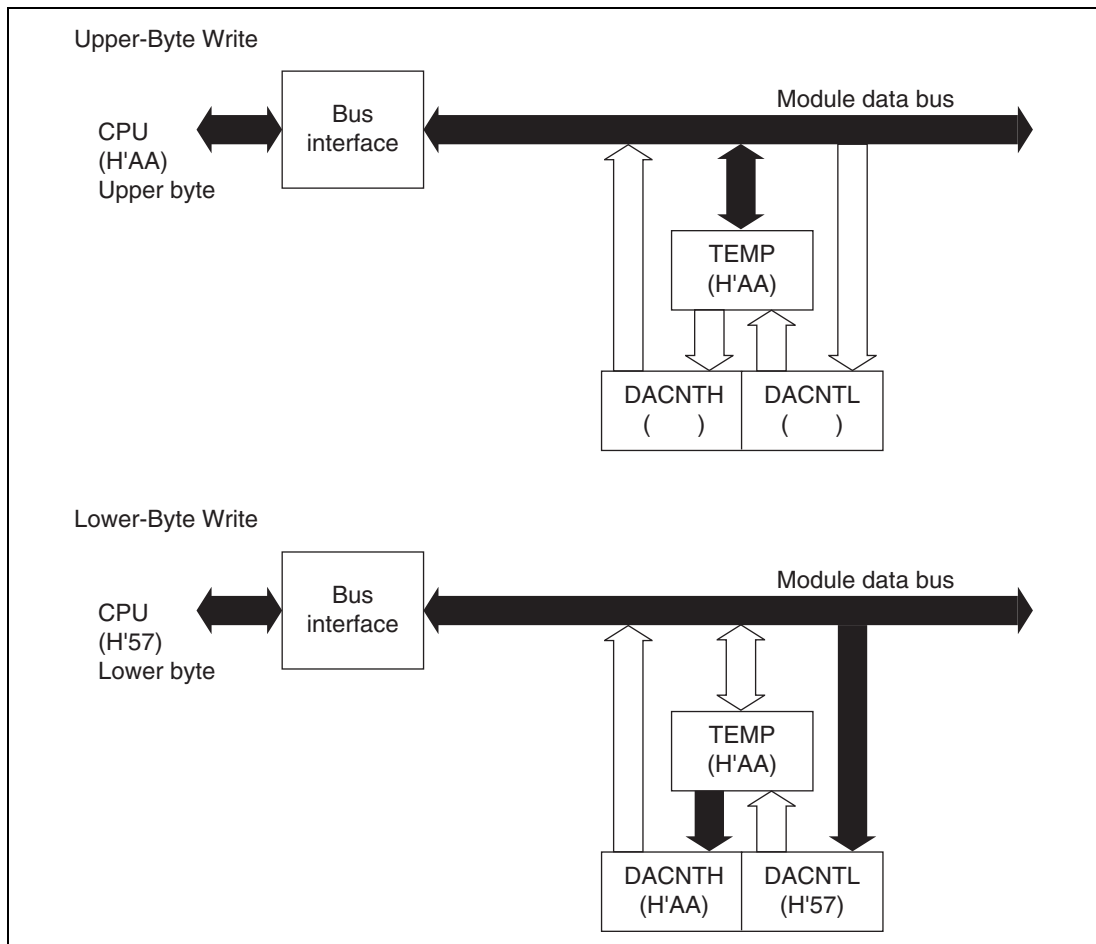 Upper-Byte Write
CPU
(H'AA)
Upper byte
Bus
interface
Module data bus
TEMP
(H'AA)
DACNTH
(      )
DACNTL
(      )
Lower-Byte Write
CPU
(H'57)
Lower byte
Bus
interface
Module data bus
TEMP
(H'AA)
DACNTH
(H'AA)
DACNTL
(H'57)